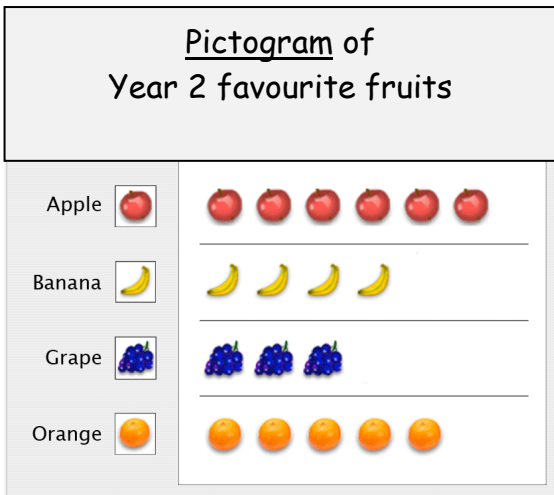 Pictogram of
Year 2 favourite fruits
Apple
Banana
Grape
Orange